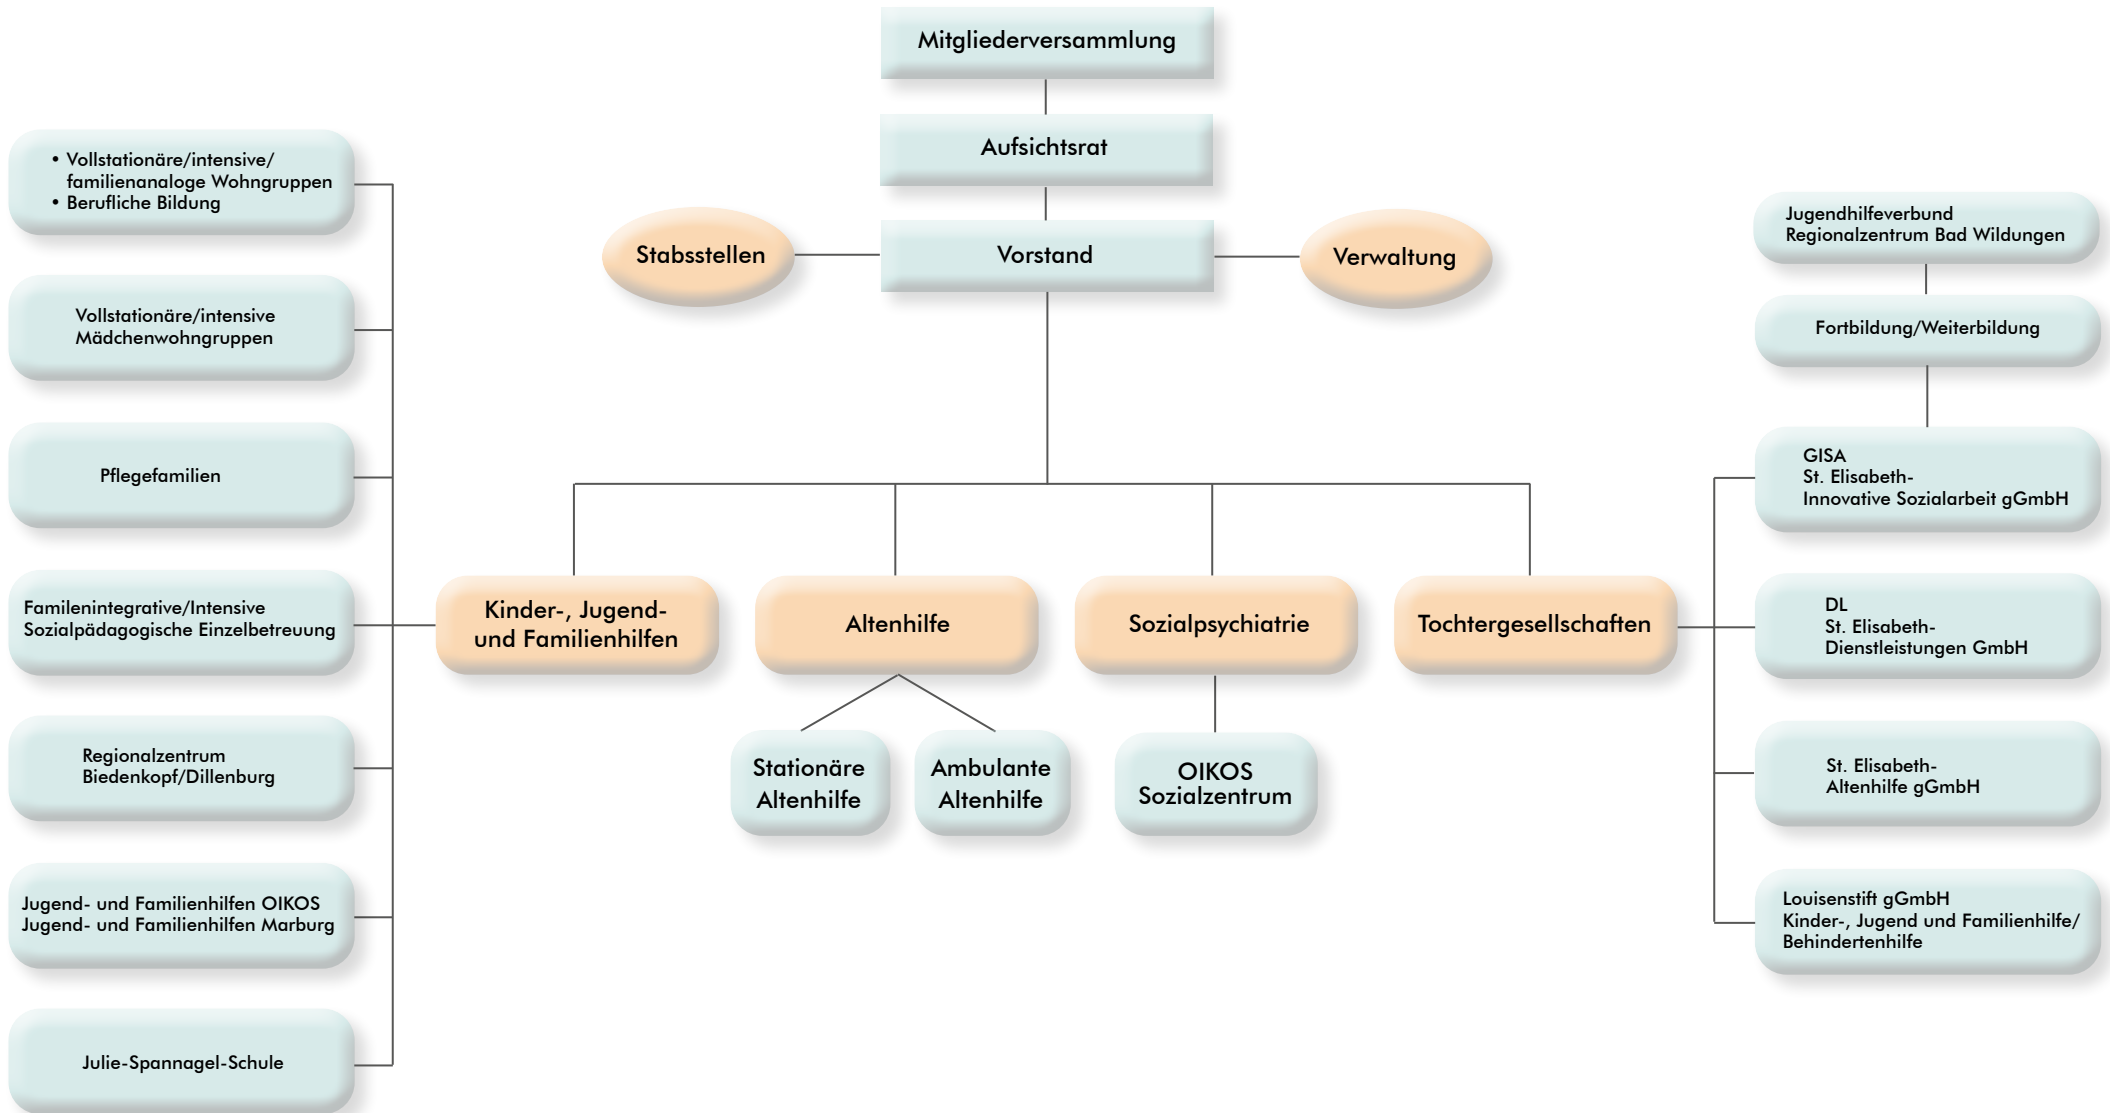 Mitgliederversammlung
Aufsichtsrat
Stabsstellen
Vorstand
Verwaltung
• Vollstationäre/intensive/
familienanaloge Wohngruppen
• Berufliche Bildung
Vollstationäre/intensive
Mädchenwohngruppen
Pflegefamilien
Familenintegrative/Intensive
Sozialpädagogische Einzelbetreuung
Regionalzentrum
Biedenkopf/Dillenburg
Jugend- und Familienhilfen OIKOS
Jugend- und Familienhilfen Marburg
Julie-Spannagel-Schule
Kinder-, Jugend-
und Familienhilfen
Altenhilfe
Stationäre
Altenhilfe
Ambulante
Altenhilfe
Sozialpsychiatrie
OIKOS
Sozialzentrum
Tochtergesellschaften
Jugendhilfeverbund
Regionalzentrum Bad Wildungen
Fortbildung/Weiterbildung
GISA
St. Elisabeth-
Innovative Sozialarbeit gGmbH
DL
St. Elisabeth-
Dienstleistungen GmbH
St. Elisabeth-
Altenhilfe gGmbH
Louisenstift gGmbH
Kinder-, Jugend und Familienhilfe/
Behindertenhilfe